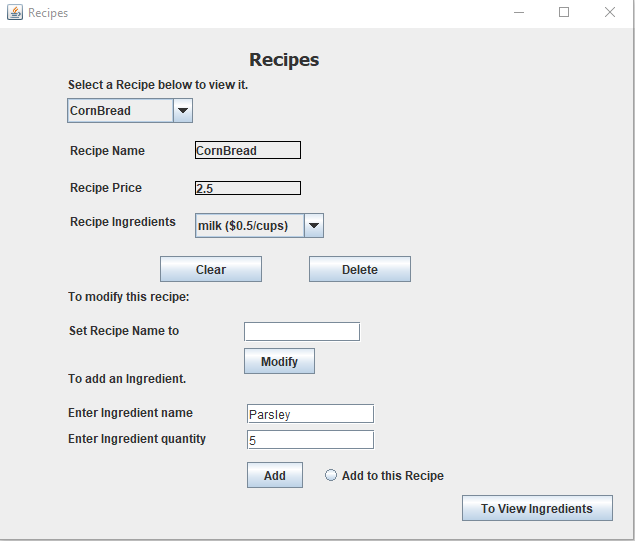 Recipes
Recipes
Select a Recipe below to view it.
CornBread
Recipe Name CornBread
Recipe Price 2.5
Recipe Ingredients milk ($0.5/cups)
Clear Delete
To modify this recipe:
Set Recipe Name to
Modify
To add an Ingredient.
Enter Ingredient name Parsley
Enter Ingredient quantity 5
Add Add to this Recipe
To View Ingredients